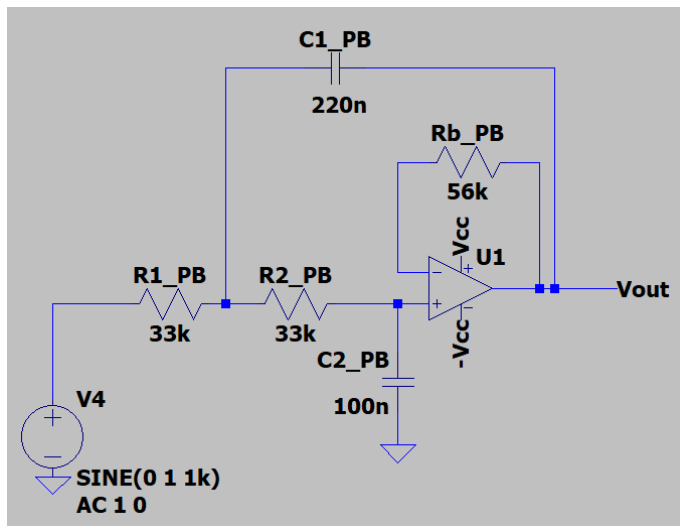 C1_PB
220n
Rb_PB
56k
Vcc
U1
R1_PB
33k
R2_PB
33k
Vout
-Vcc
C2_PB
100n
V4
SINE(0 1 1k)
AC 1 0